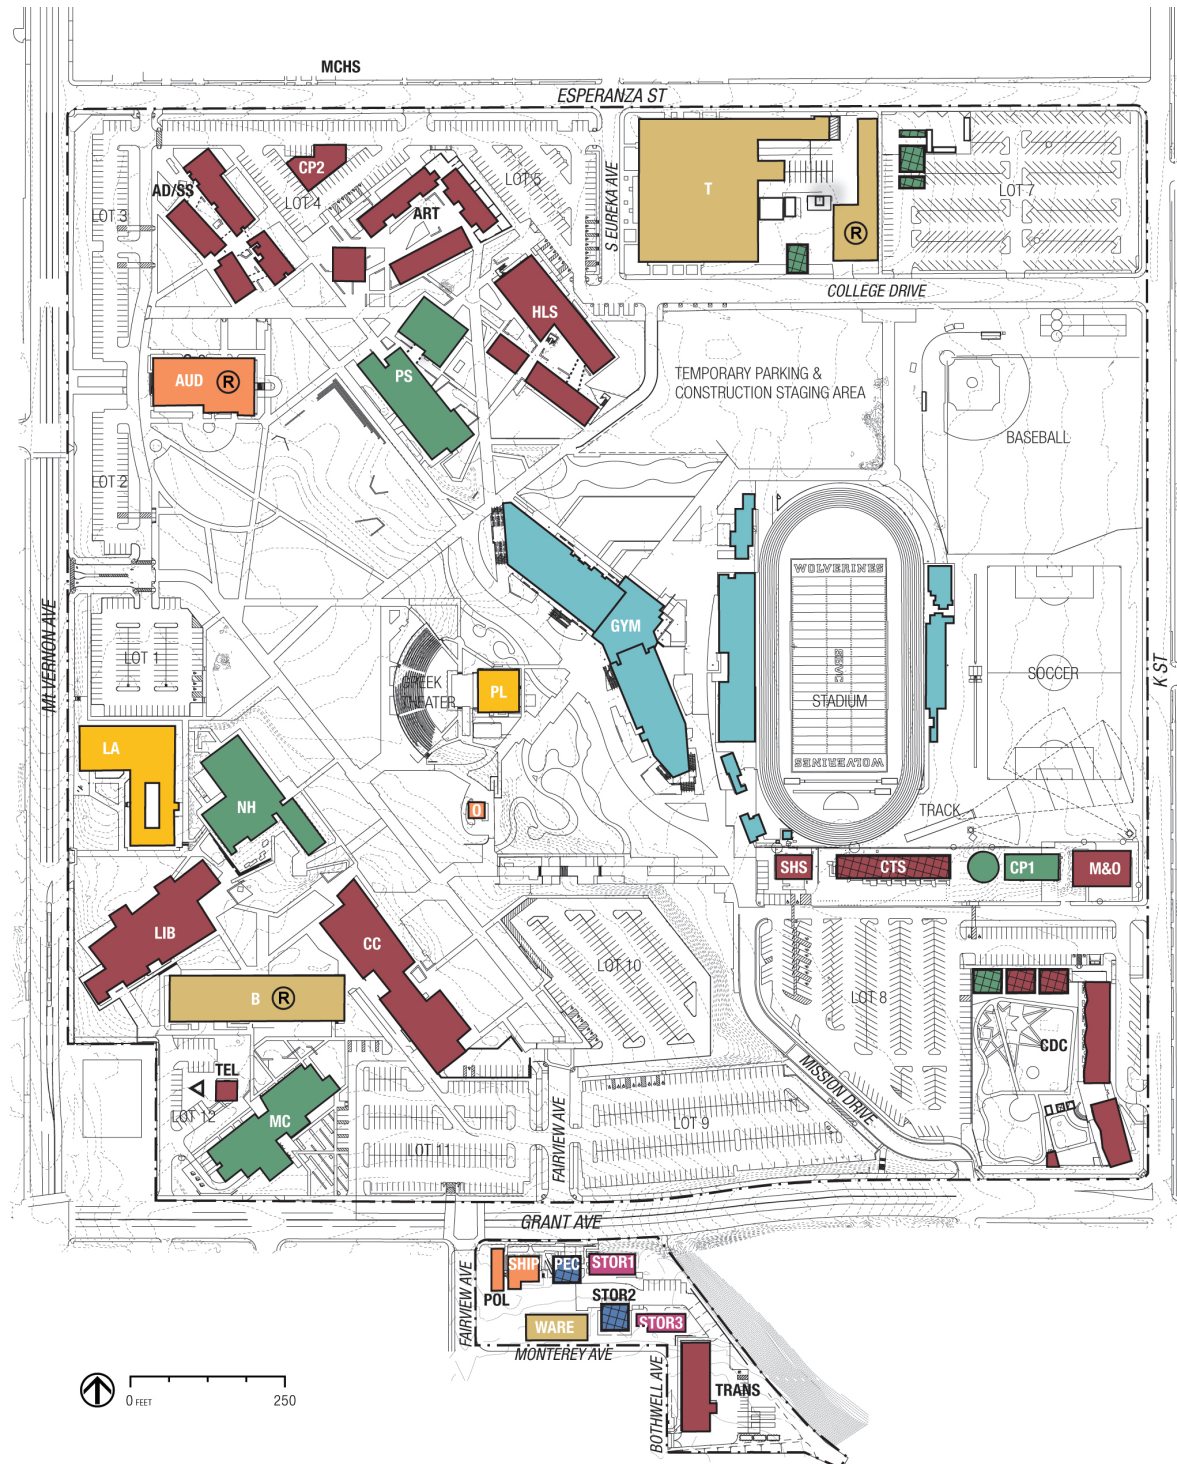 MCHS
ESPERANZA ST
CP2
AD/SS
LOT 4
LOT 5
LOT 3
ART
S EUREKA AVE
T
LOT 7
R
COLLEGE DRIVE
HLS
PS
AUD R
TEMPORARY PARKING &
CONSTRUCTION STAGING AREA
BASEBALL
LOT 2
WOLVERINES
GYM
LOT 1
Mt VERNON AVE
GREEK
THEATER
PL
SBVC
STADIUM
SOCCER
K ST
LA
NH
WOLVERINES
O
TRACK
SHS
CTS
CP1
M&O
LIB
CC
LOT 10
B R
LOT 8
CDC
TEL
LOT 12
MC
MISSION DRIVE
LOT 9
LOT 11
FAIRVIEW AVE
GRANT AVE
SHIP
PEC
STOR1
POL
STOR2
FAIRVIEW AVE
WARE
STOR3
MONTEREY AVE
BOTHWELL AVE
TRANS
0 FEET 250